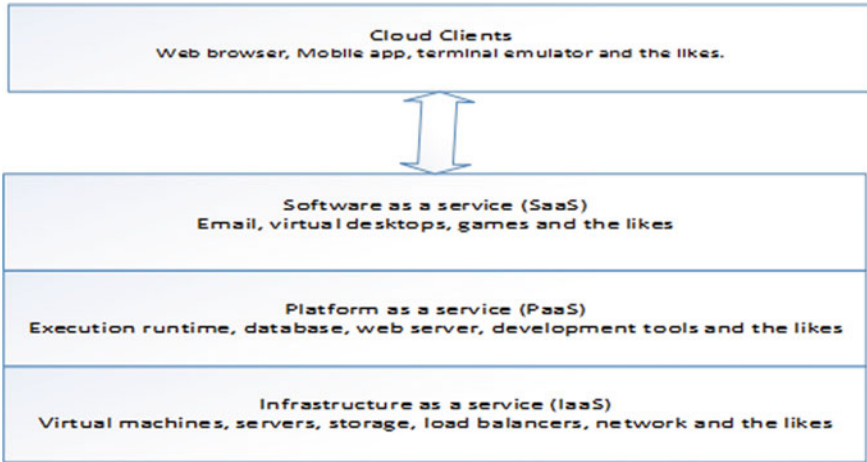 Cloud Clients
Web browser, Mobile app, terminal emulator and the likes.
Software as a service (SaaS)
Email, virtual desktops, games and the likes
Platform as a service (PaaS)
Execution runtime, database, web server, development tools and the likes
Infrastructure as a service (IaaS)
Virtual machines, servers, storage, load balancers, network and the likes